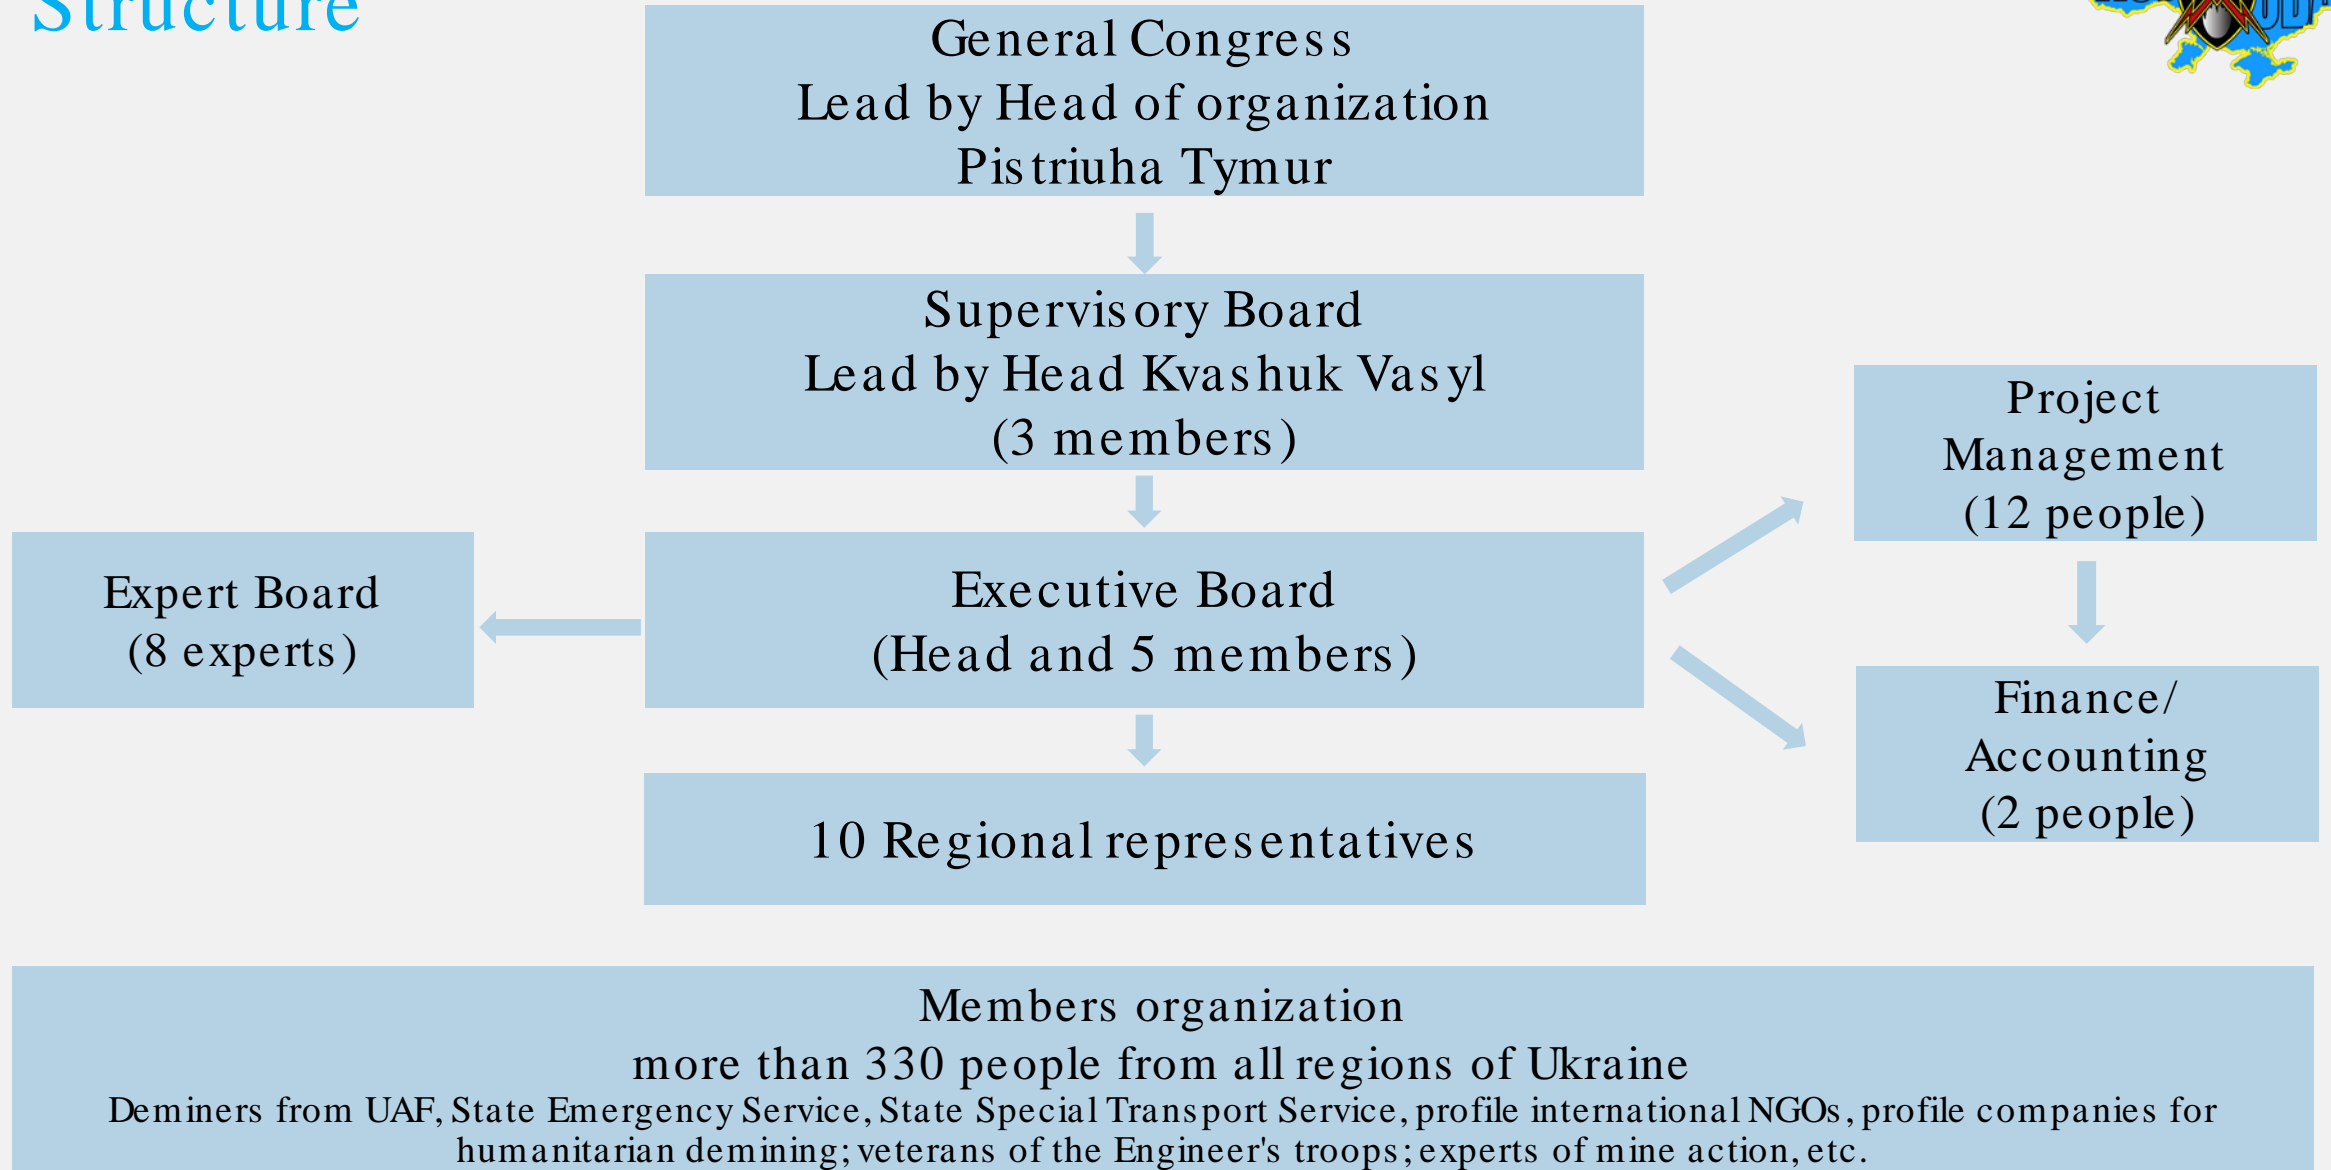 Structure
General Congress
Lead by Head of organization
Pistriuha Tymur
Supervisory Board
Lead by Head Kvashuk Vasyl
(3 members)
Project
Management
(12 people)
Expert Board
(8 experts)
Executive Board
(Head and 5 members)
Finance/
Accounting
(2 people)
10 Regional representatives
Members organization
more than 330 people from all regions of Ukraine
Deminers from UAF, State Emergency Service, State Special Transport Service, profile international NGOs, profile companies for
humanitarian demining; veterans of the Engineer's troops; experts of mine action, etc.